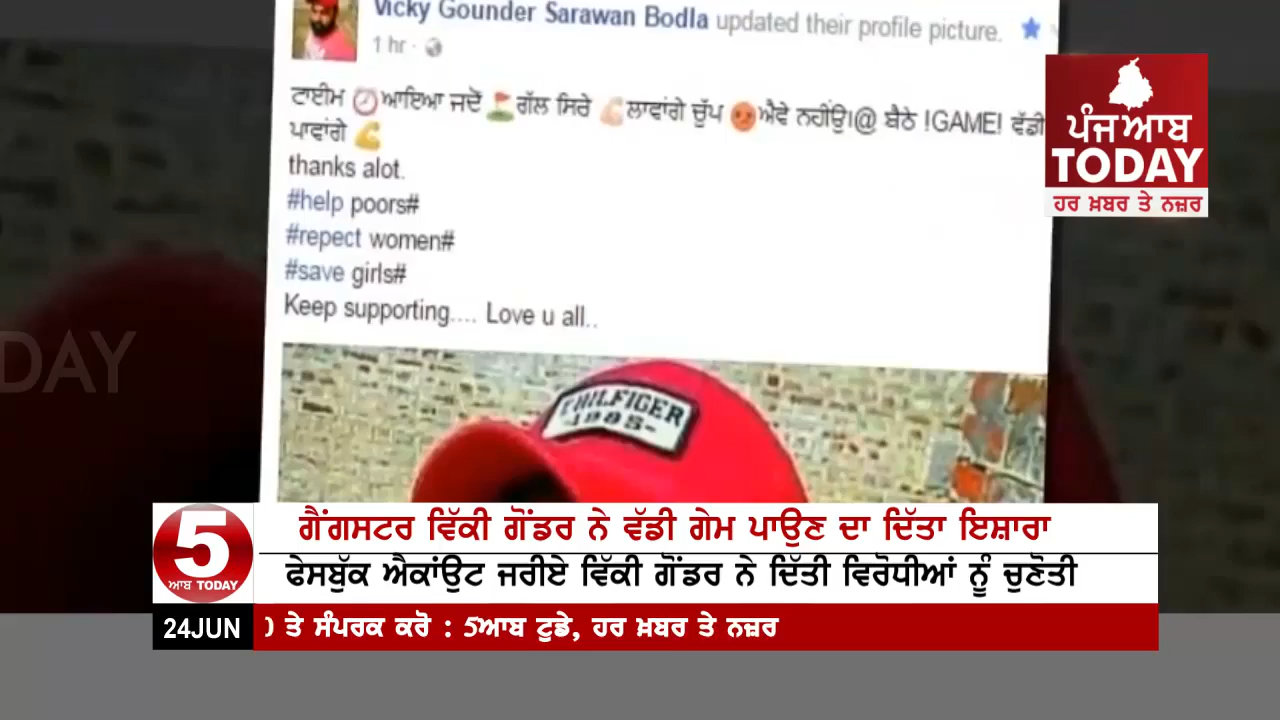 Vicky Gounder Sarawan Bodla updated their profile picture.
1 hr ·
ਟਾਈਮ 🕗ਆਇਆ ਜਦੋਂ ⛳ਗੱਲ ਸਿਰੇ 💪ਲਾਵਾਂਗੇ ਚੁੱਪ 😡ਐਵੇ ਨਹੀਂਉ।@ ਬੈਠੇ !GAME! ਵੱਡੀ
ਪਾਵਾਂਗੇ 💪
thanks alot.
#help poors#
#repect women#
#save girls#
Keep supporting.... Love u all..
ਪੰਜਆਬ
TODAY
ਹਰ ਖ਼ਬਰ ਤੇ ਨਜ਼ਰ
DAY
HILFIGER
-1985-
5
ਆਬ TODAY
ਗੈਂਗਸਟਰ ਵਿੱਕੀ ਗੋਂਡਰ ਨੇ ਵੱਡੀ ਗੇਮ ਪਾਉਣ ਦਾ ਦਿੱਤਾ ਇਸ਼ਾਰਾ
ਫੇਸਬੁੱਕ ਐਕਾਂਉਟ ਜਰੀਏ ਵਿੱਕੀ ਗੋਂਡਰ ਨੇ ਦਿੱਤੀ ਵਿਰੋਧੀਆਂ ਨੂੰ ਚੁਣੋਤੀ
24JUN
0 ਤੇ ਸੰਪਰਕ ਕਰੋ : 5ਆਬ ਟੁਡੇ, ਹਰ ਖ਼ਬਰ ਤੇ ਨਜ਼ਰ